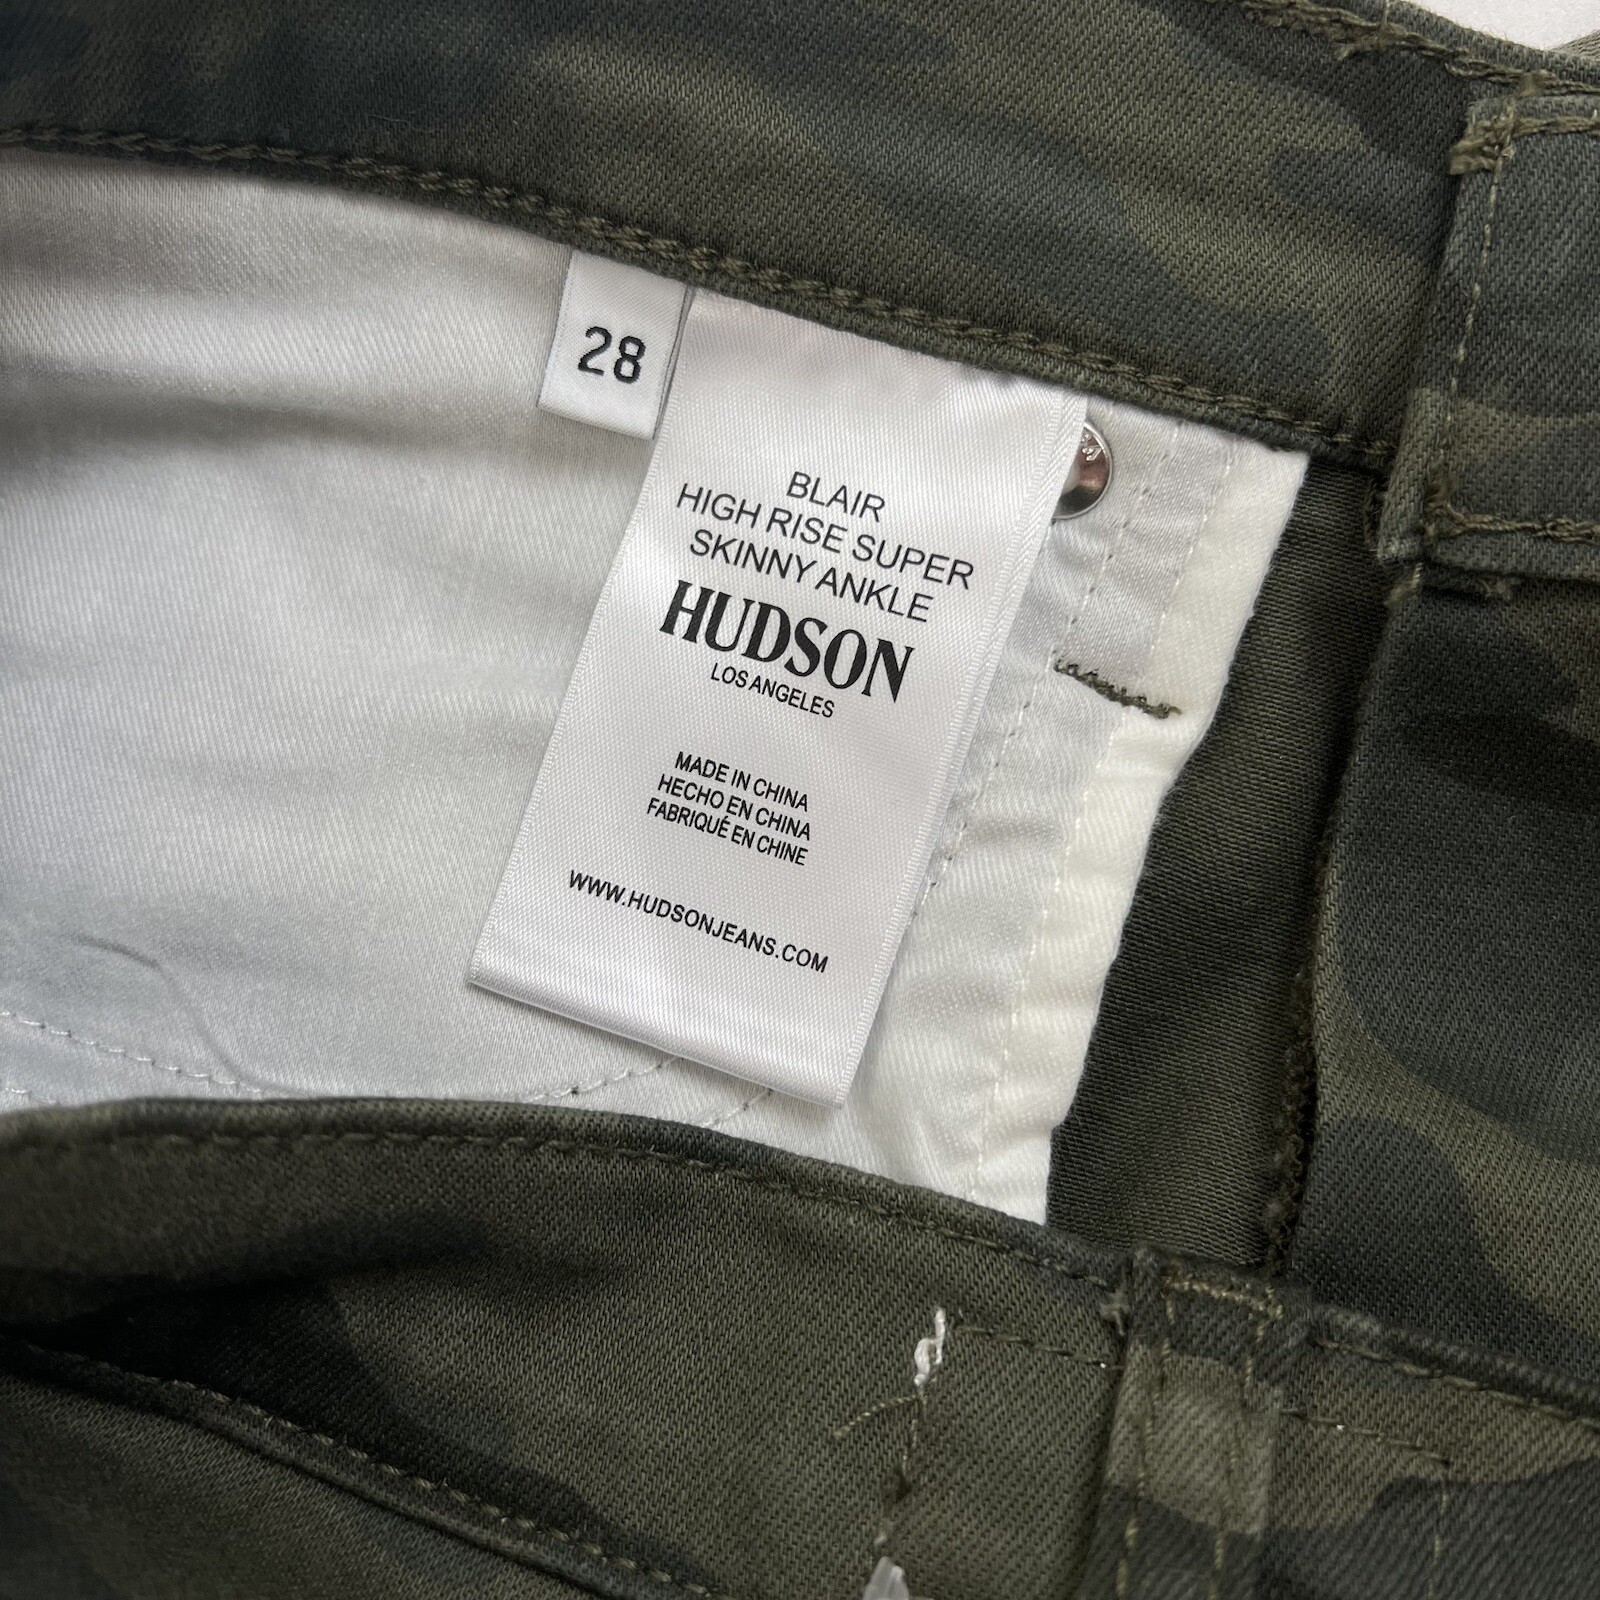 28
BLAIR
HIGH RISE SUPER
SKINNY ANKLE
HUDSON
LOS ANGELES
MADE IN CHINA
HECHO EN CHINA
FABRIQUÉ EN CHINE
WWW.HUDSONJEANS.COM